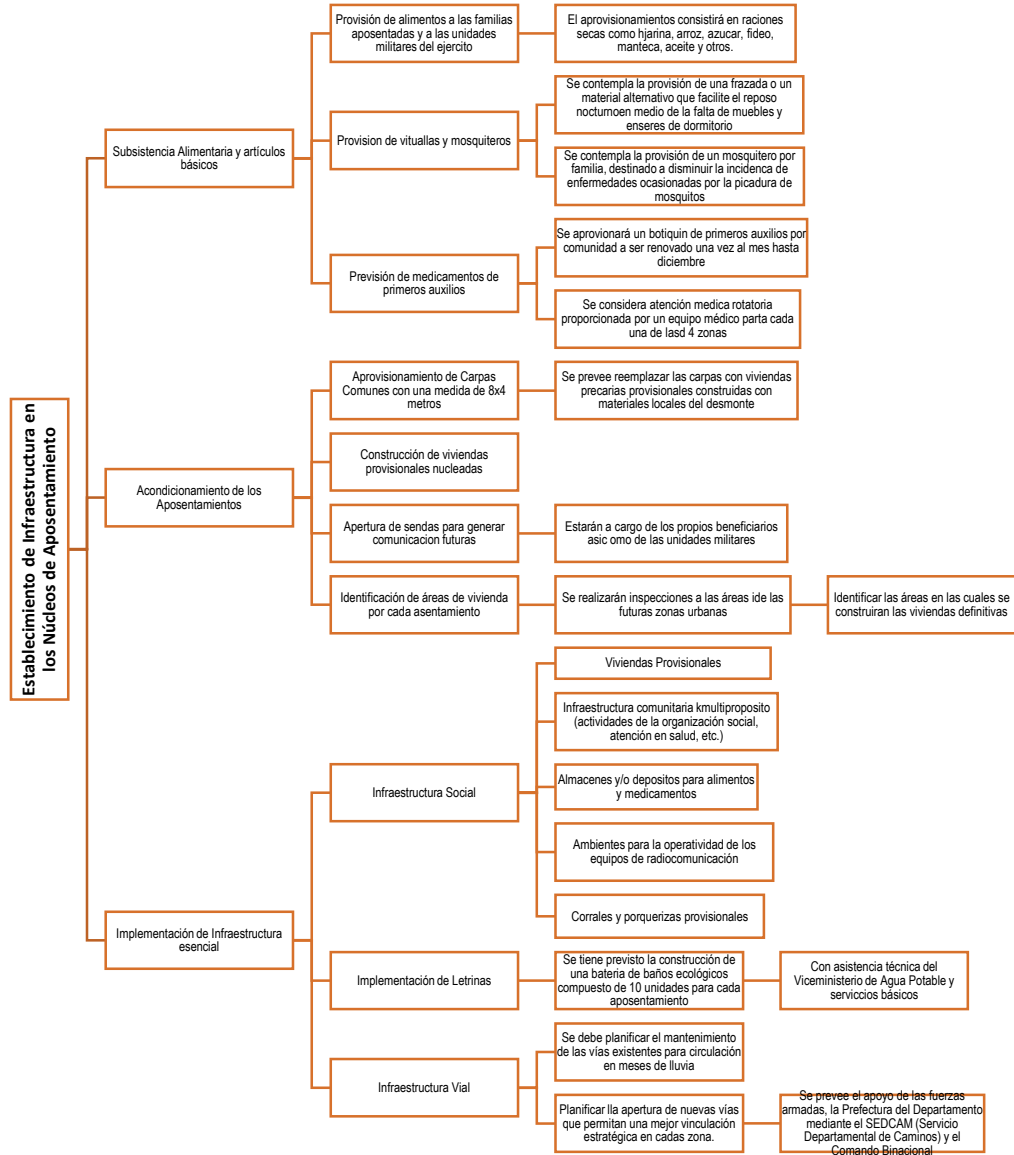 Establecimiento de Infraestructura en
los Núcleos de Aposentamiento
Subsistencia Alimentaria y artículos
básicos
Provisión de alimentos a las familias
aposentadas y a las unidades
militares del ejercito
El aprovisionamientos consistirá en raciones
secas como hjarina, arroz, azucar, fideo,
manteca, aceite y otros.
Provision de vituallas y mosquiteros
Se contempla la provisión de una frazada o un
material alternativo que facilite el reposo
nocturnoen medio de la falta de muebles y
enseres de dormitorio
Se contempla la provisión de un mosquitero por
familia, destinado a disminuir la incidencia de
enfermedades ocasionadas por la picadura de
mosquitos
Previsión de medicamentos de
primeros auxilios
Se aprovionará un botiquin de primeros auxilios por
comunidad a ser renovado una vez al mes hasta
diciembre
Se considera atención medica rotatoria
proporcionada por un equipo médico parta cada
una de lasd 4 zonas
Acondicionamiento de los
Aposentamientos
Aprovisionamiento de Carpas
Comunes con una medida de 8x4
metros
Se prevee reemplazar las carpas con viviendas
precarias provisionales construidas con
materiales locales del desmonte
Construcción de viviendas
provisionales nucleadas
Apertura de sendas para generar
comunicacion futuras
Estarán a cargo de los propios beneficiarios
asic omo de las unidades militares
Identificación de áreas de vivienda
por cada asentamiento
Se realizarán inspecciones a las áreas ide las
futuras zonas urbanas
Identificar las áreas en las cuales se
construiran las viviendas definitivas
Implementación de Infraestructura
esencial
Infraestructura Social
Viviendas Provisionales
Infraestructura comunitaria kmultiproposito
(actividades de la organización social,
atención en salud, etc.)
Almacenes y/o depositos para alimentos
y medicamentos
Ambientes para la operatividad de los
equipos de radiocomunicación
Corrales y porquerizas provisionales
Implementación de Letrinas
Se tiene previsto la construcción de
una bateria de baños ecológicos
compuesto de 10 unidades para cada
aposentamiento
Con asistencia técnica del
Viceministerio de Agua Potable y
serviccios básicos
Infraestructura Vial
Se debe planificar el mantenimiento
de las vías existentes para circulación
en meses de lluvia
Planificar lla apertura de nuevas vías
que permitan una mejor vinculación
estratégica en cadas zona.
Se prevee el apoyo de las fuerzas
armadas, la Prefectura del Departamento
mediante el SEDCAM (Servicio
Departamental de Caminos) y el
Comando Binacional